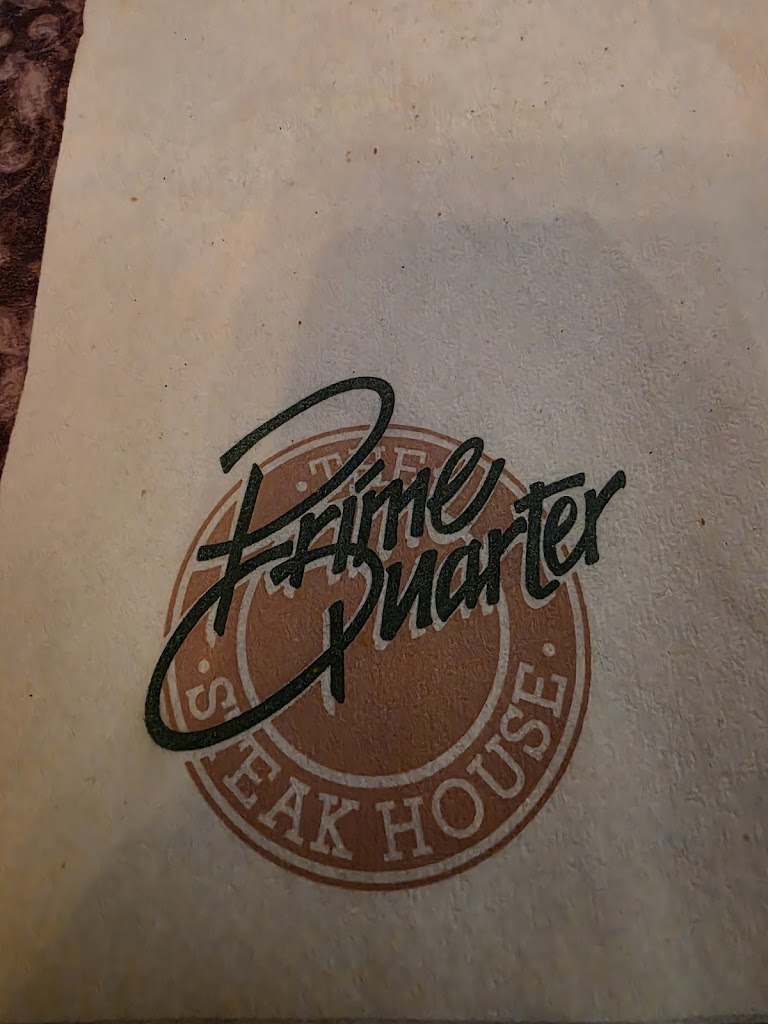 THE
Prime
Quarter
STEAK HOUSE